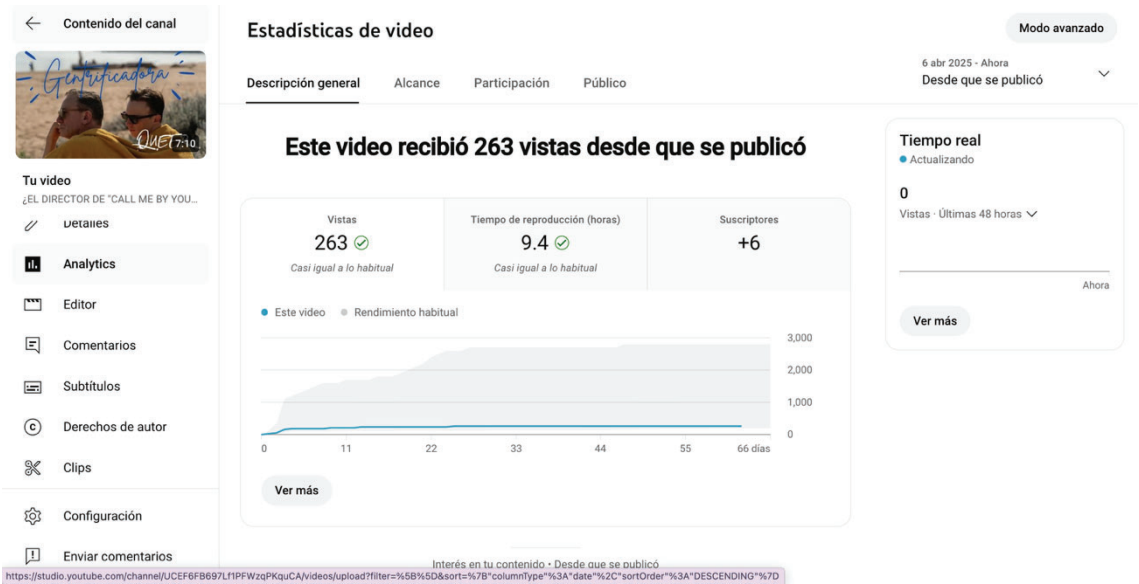 Contenido del canal
Gentrificadora
QUET
7:10
Tu video
¿EL DIRECTOR DE "CALL ME BY YOU...
Detalles
Analytics
Editor
Comentarios
Subtítulos
Derechos de autor
Clips
Configuración
Enviar comentarios
Estadísticas de video
Modo avanzado
Descripción general Alcance Participación Público
6 abr 2025 - Ahora
Desde que se publicó
Este video recibió 263 vistas desde que se publicó
Vistas
263
Casi igual a lo habitual
Tiempo de reproducción (horas)
9.4
Casi igual a lo habitual
Suscriptores
+6
Este video Rendimiento habitual
3,000
2,000
1,000
0
0 11 22 33 44 55 66 días
Ver más
Interés en tu contenido • Desde que se publicó
Tiempo real
Actualizando
0
Vistas · Últimas 48 horas
Ahora
Ver más
https://studio.youtube.com/channel/UCEF6FB697Lf1PFWzqPKquCA/videos/upload?filter=%5B%5D&sort=%7B"columnType"%3A"date"%2C"sortOrder"%3A"DESCENDING"%7D